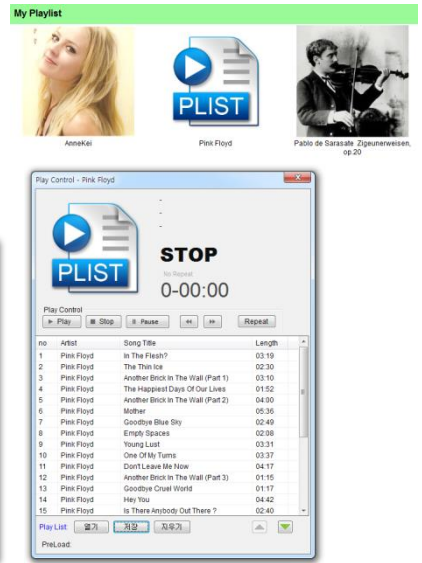 My Playlist
AnneKei
PLIST
Pink Floyd
Pablo de Sarasate Zigeunerweisen,
op.20
Play Control - Pink Floyd
PLIST
-
-
-
STOP
No Repeat
0-00:00
Play Control
Play Stop Pause Repeat
no Artist Song Title Length
1 Pink Floyd In The Flesh? 03:19
2 Pink Floyd The Thin Ice 02:30
3 Pink Floyd Another Brick In The Wall (Part 1) 03:10
4 Pink Floyd The Happiest Days Of Our Lives 01:52
5 Pink Floyd Another Brick In The Wall (Part 2) 04:00
6 Pink Floyd Mother 05:36
7 Pink Floyd Goodbye Blue Sky 02:49
8 Pink Floyd Empty Spaces 02:08
9 Pink Floyd Young Lust 03:31
10 Pink Floyd One Of My Turns 03:37
11 Pink Floyd Don't Leave Me Now 04:17
12 Pink Floyd Another Brick In The Wall (Part 3) 01:15
13 Pink Floyd Goodbye Cruel World 01:17
14 Pink Floyd Hey You 04:42
15 Pink Floyd Is There Anybody Out There ? 02:40
Play List: 열기 저장 지우기
PreLoad: